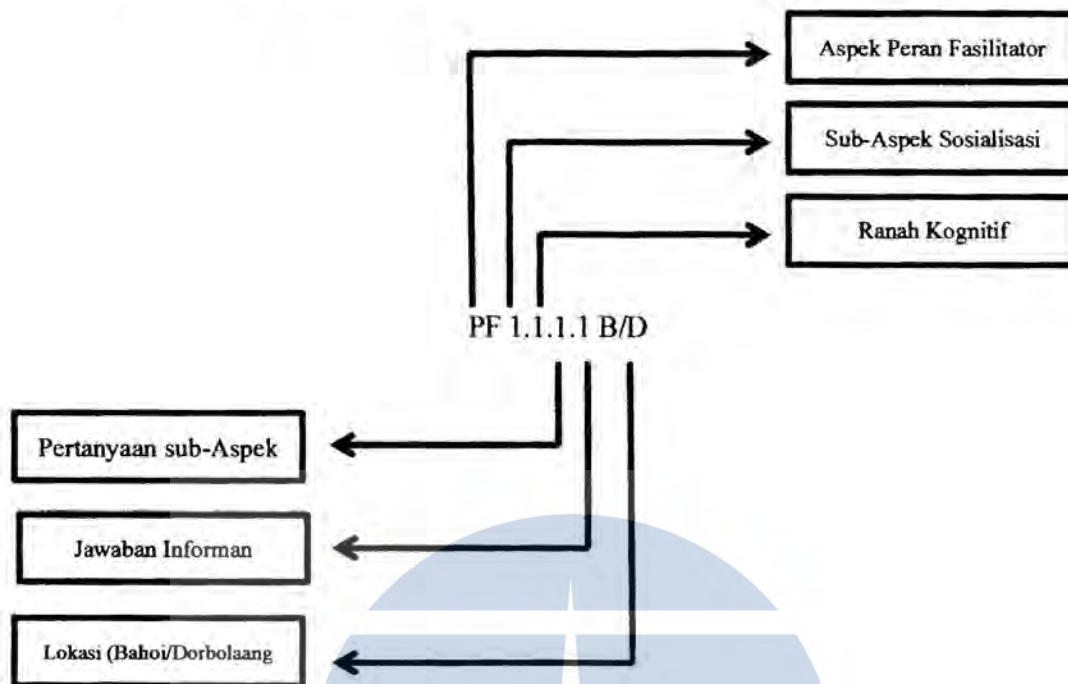 Aspek Peran Fasilitator
Sub-Aspek Sosialisasi
Ranah Kognitif
PF 1.1.1.1 B/D
Pertanyaan sub-Aspek
Jawaban Informan
Lokasi (Bahoi/Dorbolaang